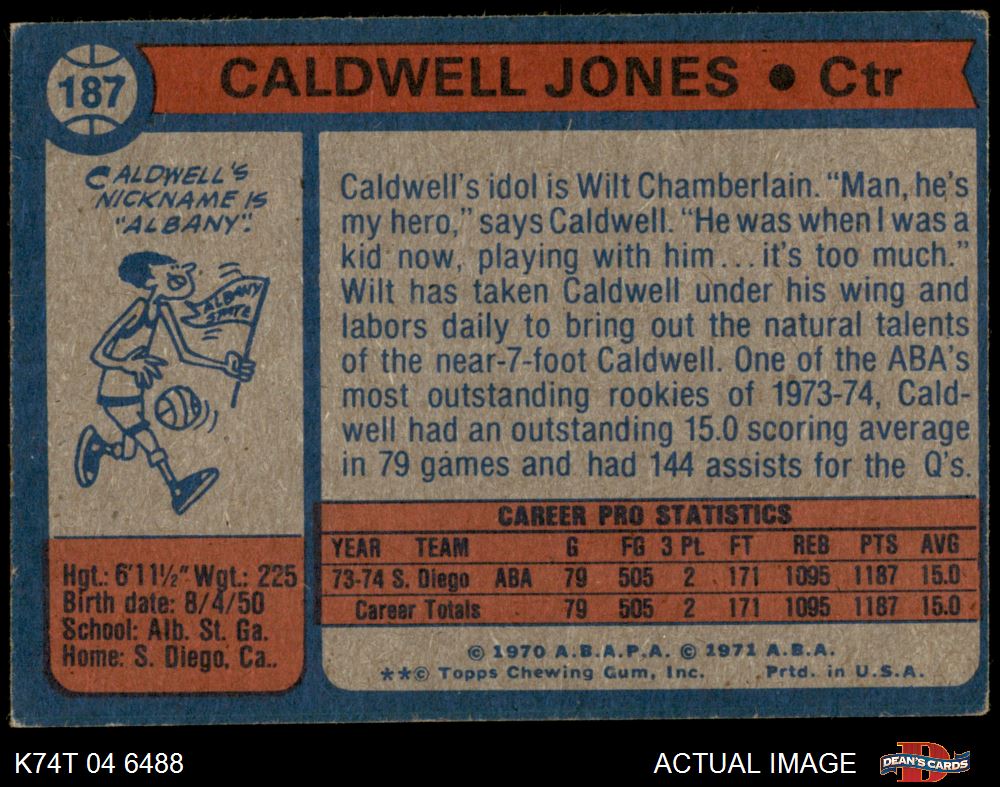 187
CALDWELL JONES • Ctr
CALDWELL'S
NICKNAME IS
"ALBANY."
ALBANY
STATE
Hgt.: 6'11½" Wgt.: 225
Birth date: 8/4/50
School: Alb. St. Ga.
Home: S. Diego, Ca..
Caldwell's idol is Wilt Chamberlain. "Man, he's
my hero," says Caldwell. "He was when I was a
kid now, playing with him...it's too much."
Wilt has taken Caldwell under his wing and
labors daily to bring out the natural talents
of the near-7-foot Caldwell. One of the ABA's
most outstanding rookies of 1973-74, Cald-
well had an outstanding 15.0 scoring average
in 79 games and had 144 assists for the Q's.
CAREER PRO STATISTICS
YEAR TEAM G FG 3 PL FT REB PTS AVG
73-74 S. Diego ABA 79 505 2 171 1095 1187 15.0
Career Totals 79 505 2 171 1095 1187 15.0
© 1970 A.B.A.P.A. © 1971 A.B.A.
**© Topps Chewing Gum, Inc. Prtd. in U.S.A.
K74T 04 6488
ACTUAL IMAGE
D
DEAN'S CARDS